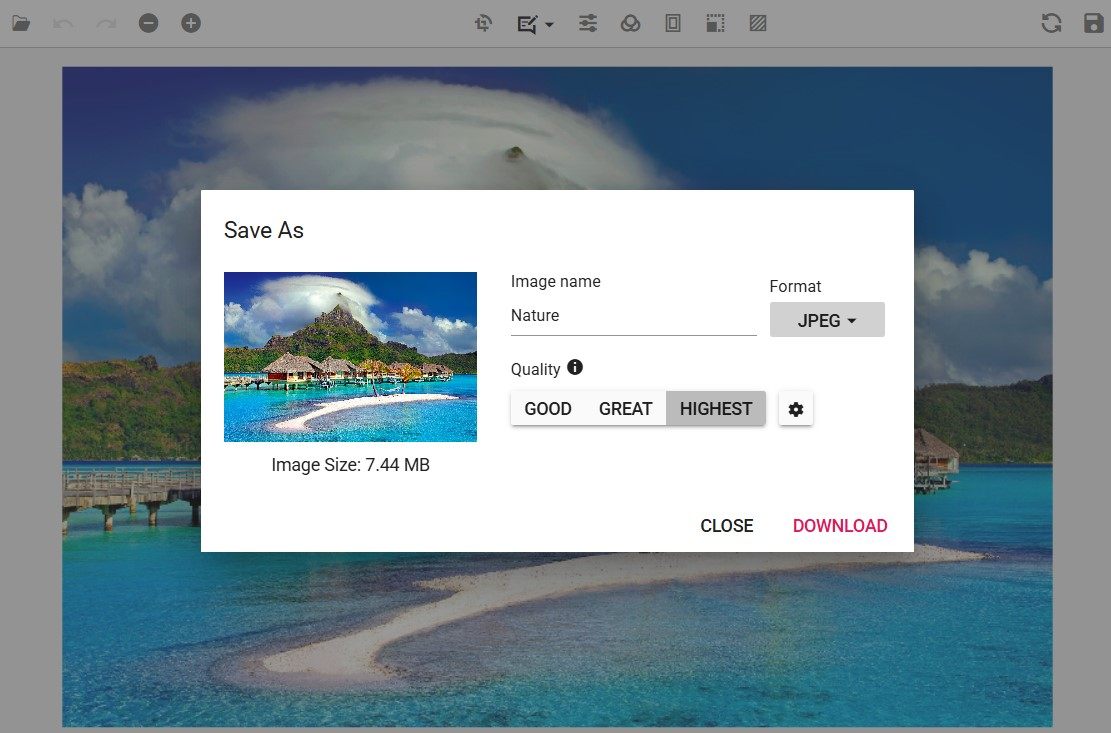 Save As
Image name
Format
Nature
JPEG
Quality
GOOD GREAT HIGHEST
Image Size: 7.44 MB
CLOSE DOWNLOAD